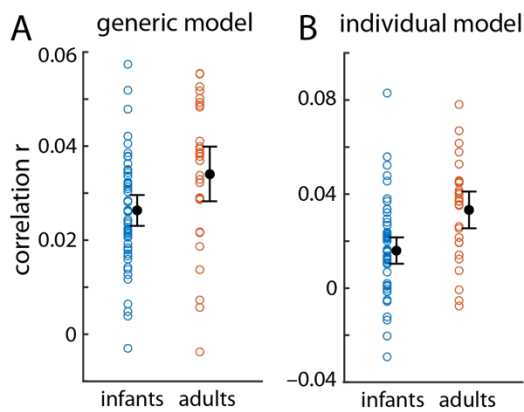 A generic model
B individual model
correlation r
0.06
0.04
0.02
0
infants adults
0.08
0.04
0
−0.04
infants adults